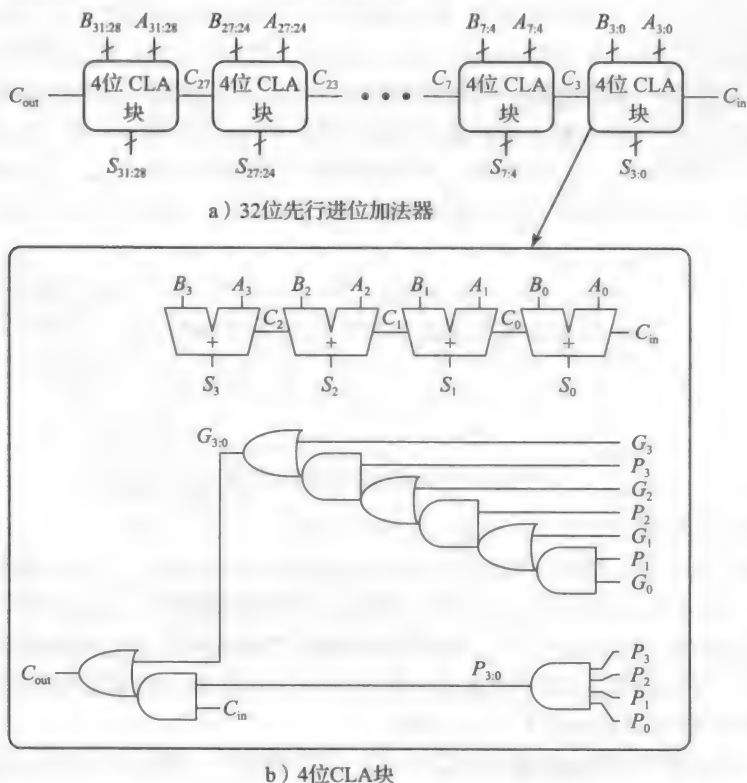 B31:28 A31:28 B27:24 A27:24 B7:4 A7:4 B3:0 A3:0
Cout 4位 CLA 块 C27 4位 CLA 块 C23 • • • C7 4位 CLA 块 C3 4位 CLA 块 Cin
S31:28 S27:24 S7:4 S3:0
a）32位先行进位加法器
B3 A3 B2 A2 B1 A1 B0 A0
C2 C1 C0 Cin
+ + + +
S3 S2 S1 S0
G3:0 G3
P3
G2
P2
G1
P1
G0
P3:0 P3
P2
P1
P0
Cout
Cin
b）4位CLA块